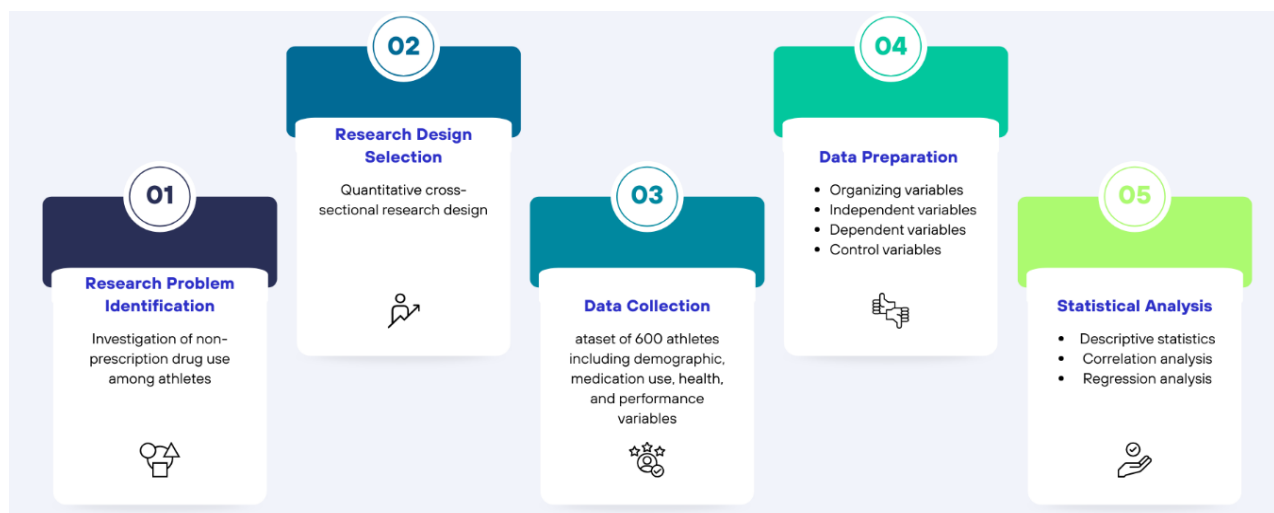 01
Research Problem
Identification
Investigation of non-
prescription drug use
among athletes
02
Research Design
Selection
Quantitative cross-
sectional research design
03
Data Collection
ataset of 600 athletes
including demographic,
medication use, health,
and performance
variables
04
Data Preparation
• Organizing variables
• Independent variables
• Dependent variables
• Control variables
05
Statistical Analysis
• Descriptive statistics
• Correlation analysis
• Regression analysis